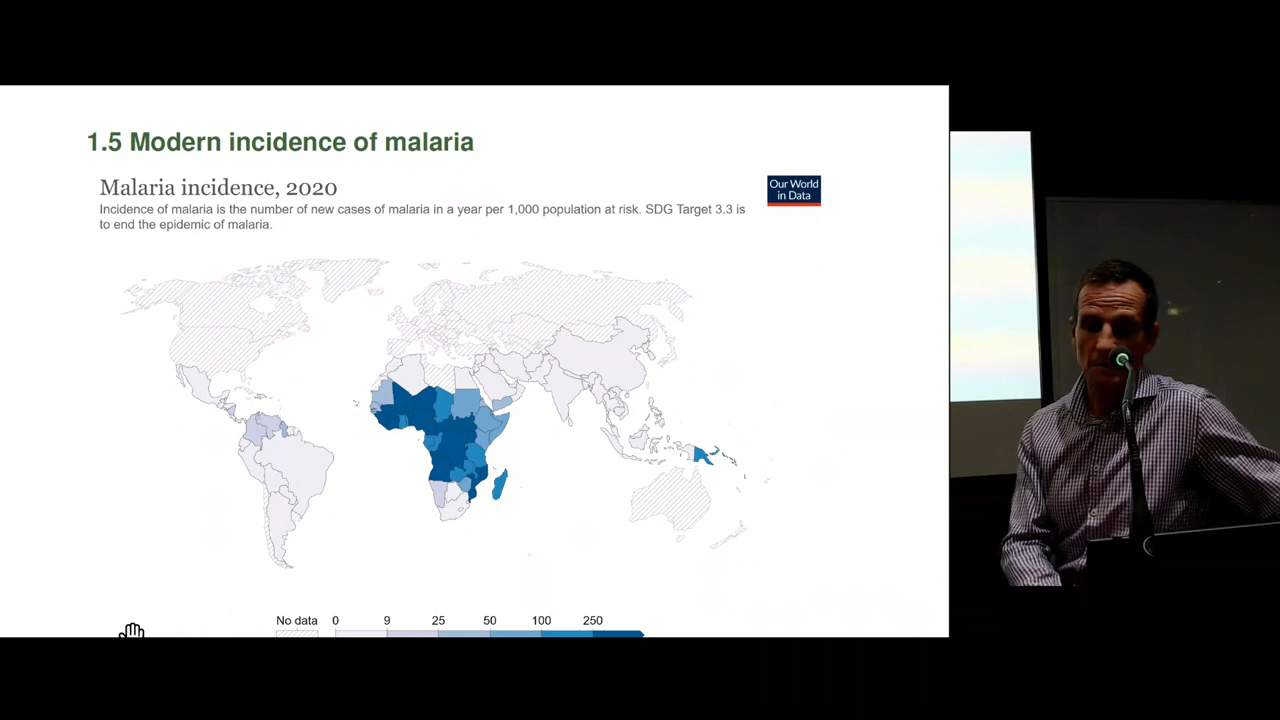 1.5 Modern incidence of malaria
Malaria incidence, 2020
Our World
in Data
Incidence of malaria is the number of new cases of malaria in a year per 1,000 population at risk. SDG Target 3.3 is
to end the epidemic of malaria.
No data 0 9 25 50 100 250